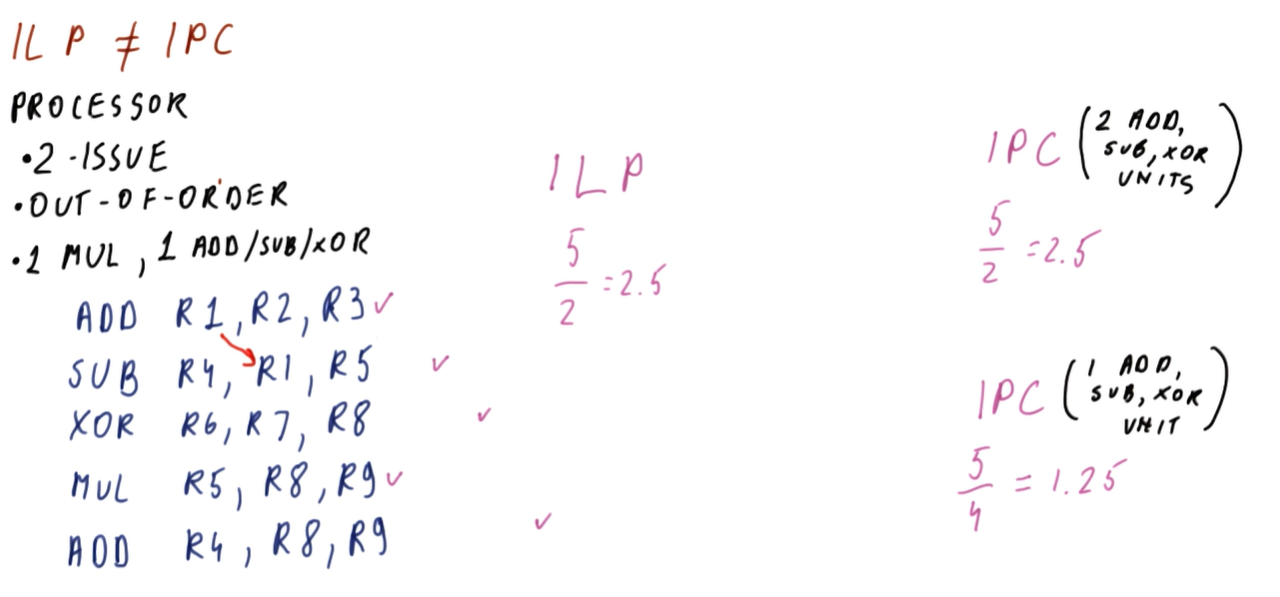 ILP ≠ IPC
PROCESSOR
•2-ISSUE
•OUT-OF-ORDER
•1 MUL, 1 ADD/SUB/XOR
ADD R1, R2, R3 ✓
SUB R4, R1, R5 ✓
XOR R6, R7, R8 ✓
MUL R5, R8, R9 ✓
ADD R4, R8, R9 ✓
ILP
5
2
=2.5
IPC (2 ADD,
SUB, XOR
UNITS)
5
2
=2.5
IPC (1 ADD,
SUB, XOR
UNIT)
5
4
= 1.25